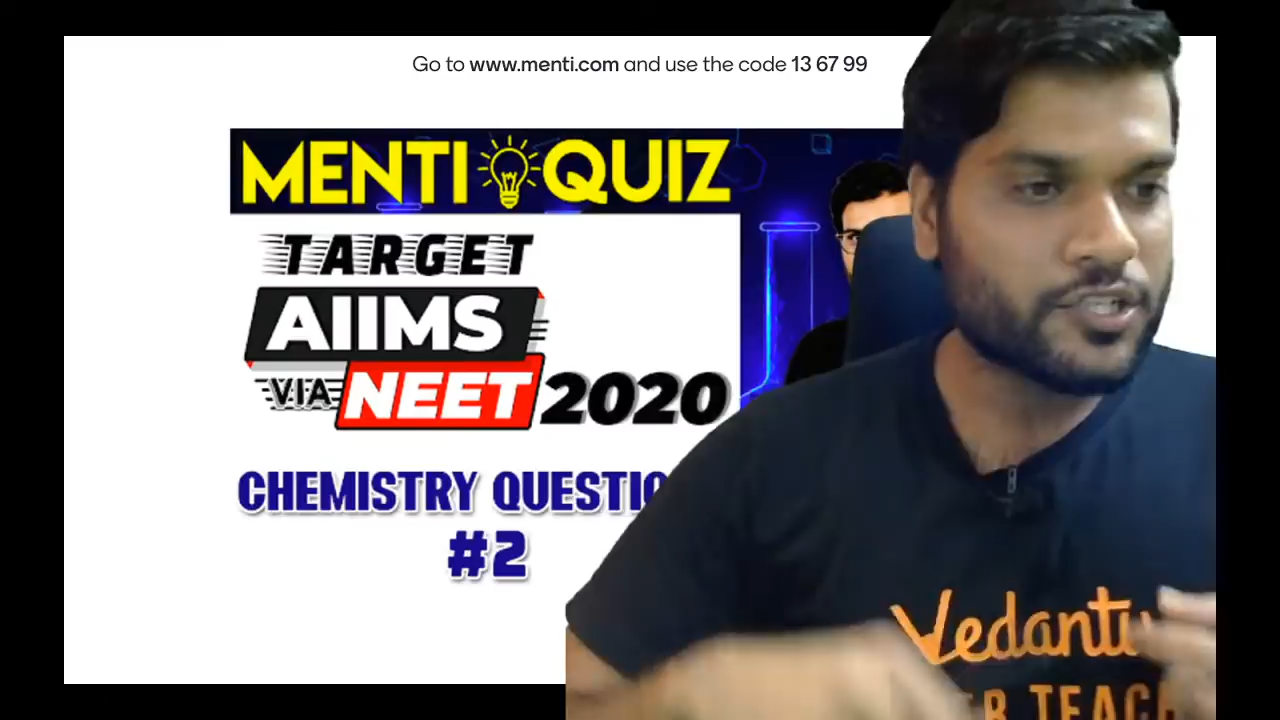 Go to www.menti.com and use the code 13 67 99
MENTI QUIZ
TARGET
AIIMS
VIA NEET 2020
CHEMISTRY
#2